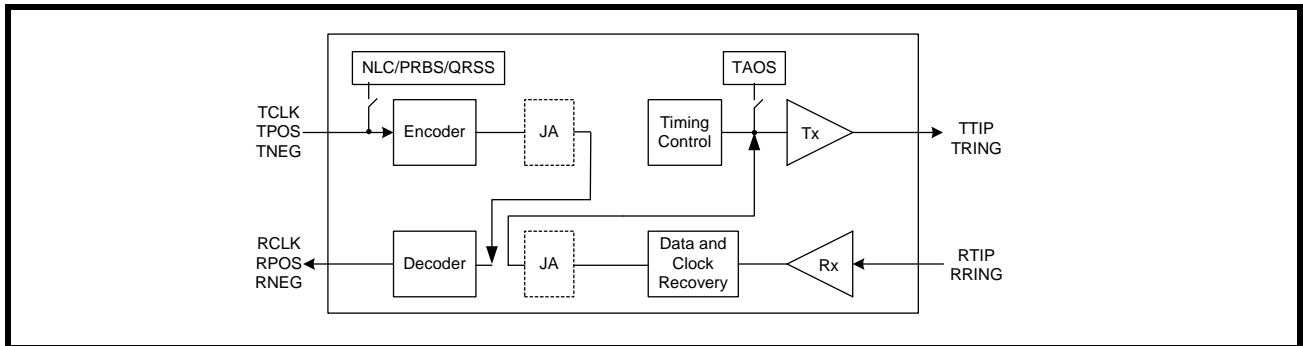 NLC/PRBS/QRSS
TAOS
TCLK
TPOS
TNEG
Encoder
JA
Timing
Control
Tx
TTIP
TRING
RCLK
RPOS
RNEG
Decoder
JA
Data and
Clock
Recovery
Rx
RTIP
RRING